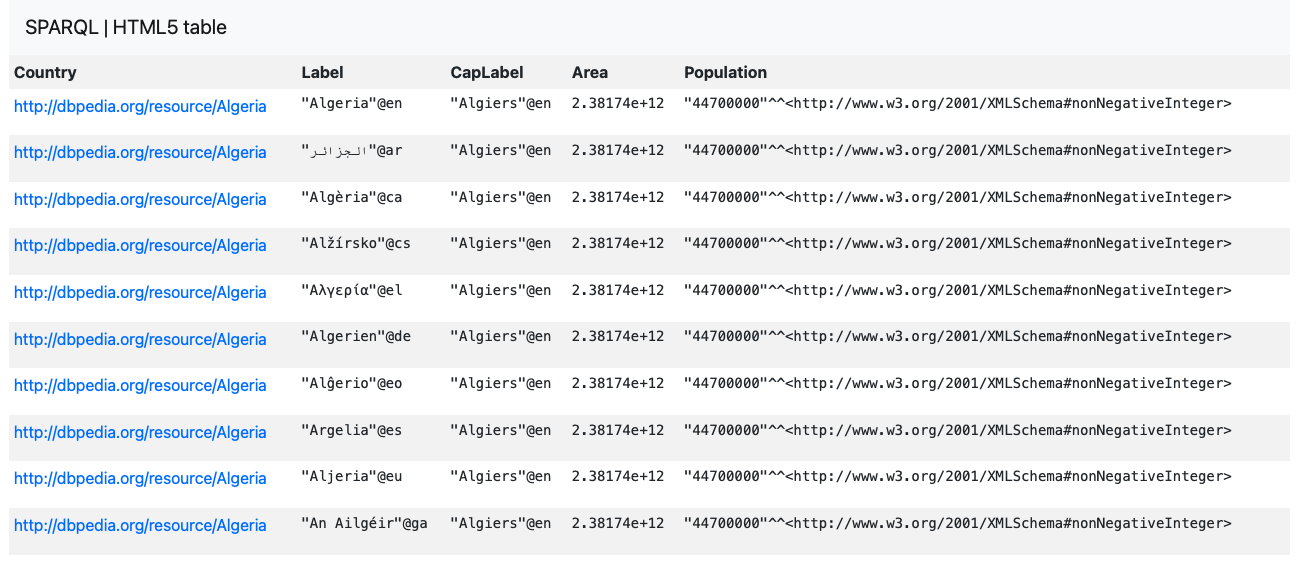 SPARQL | HTML5 table
Country Label CapLabel Area Population
http://dbpedia.org/resource/Algeria "Algeria"@en "Algiers"@en 2.38174e+12 "44700000"^^<http://www.w3.org/2001/XMLSchema#nonNegativeInteger>
http://dbpedia.org/resource/Algeria "الجزائر"@ar "Algiers"@en 2.38174e+12 "44700000"^^<http://www.w3.org/2001/XMLSchema#nonNegativeInteger>
http://dbpedia.org/resource/Algeria "Algèria"@ca "Algiers"@en 2.38174e+12 "44700000"^^<http://www.w3.org/2001/XMLSchema#nonNegativeInteger>
http://dbpedia.org/resource/Algeria "Alžírsko"@cs "Algiers"@en 2.38174e+12 "44700000"^^<http://www.w3.org/2001/XMLSchema#nonNegativeInteger>
http://dbpedia.org/resource/Algeria "Αλγερία"@el "Algiers"@en 2.38174e+12 "44700000"^^<http://www.w3.org/2001/XMLSchema#nonNegativeInteger>
http://dbpedia.org/resource/Algeria "Algerien"@de "Algiers"@en 2.38174e+12 "44700000"^^<http://www.w3.org/2001/XMLSchema#nonNegativeInteger>
http://dbpedia.org/resource/Algeria "Alĝerio"@eo "Algiers"@en 2.38174e+12 "44700000"^^<http://www.w3.org/2001/XMLSchema#nonNegativeInteger>
http://dbpedia.org/resource/Algeria "Argelia"@es "Algiers"@en 2.38174e+12 "44700000"^^<http://www.w3.org/2001/XMLSchema#nonNegativeInteger>
http://dbpedia.org/resource/Algeria "Aljeria"@eu "Algiers"@en 2.38174e+12 "44700000"^^<http://www.w3.org/2001/XMLSchema#nonNegativeInteger>
http://dbpedia.org/resource/Algeria "An Ailgéir"@ga "Algiers"@en 2.38174e+12 "44700000"^^<http://www.w3.org/2001/XMLSchema#nonNegativeInteger>